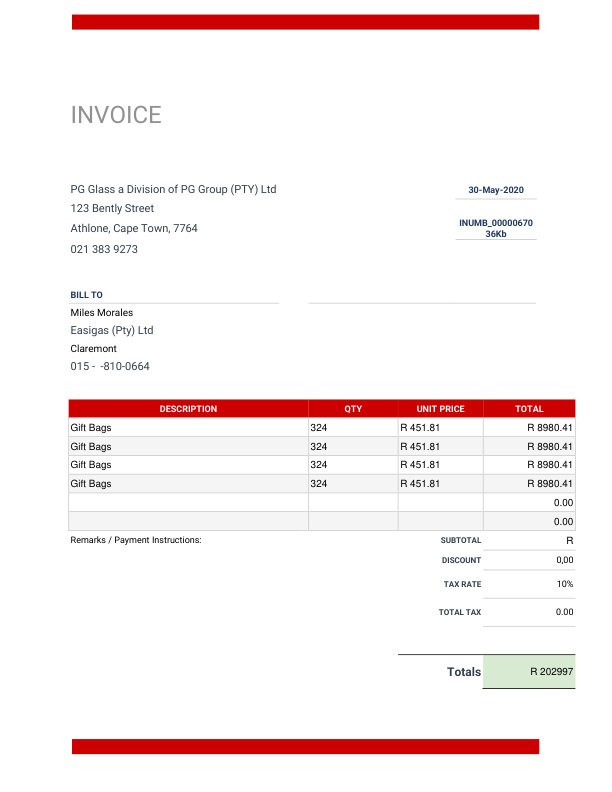 INVOICE
PG Glass a Division of PG Group (PTY) Ltd
30-May-2020
123 Bently Street
Athlone, Cape Town, 7764
INUMB_00000670
36Kb
021 383 9273
BILL TO
Miles Morales
Easigas (Pty) Ltd
Claremont
015 -  -810-0664
DESCRIPTION QTY UNIT PRICE TOTAL
Gift Bags 324 R 451.81 R 8980.41
Gift Bags 324 R 451.81 R 8980.41
Gift Bags 324 R 451.81 R 8980.41
Gift Bags 324 R 451.81 R 8980.41
0.00
0.00
Remarks / Payment Instructions: SUBTOTAL R
DISCOUNT 0,00
TAX RATE 10%
TOTAL TAX 0.00
Totals R 202997